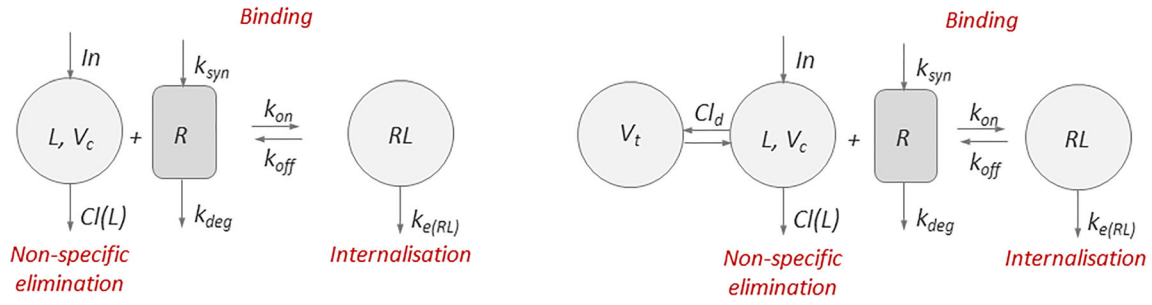 Binding
In
k_syn
L, V_c
+
R
k_on
k_off
RL
Cl(L)
k_deg
k_e(RL)
Non-specific
elimination
Internalisation
Binding
In
k_syn
V_t
Cl_d
L, V_c
+
R
k_on
k_off
RL
Cl(L)
k_deg
k_e(RL)
Non-specific
elimination
Internalisation